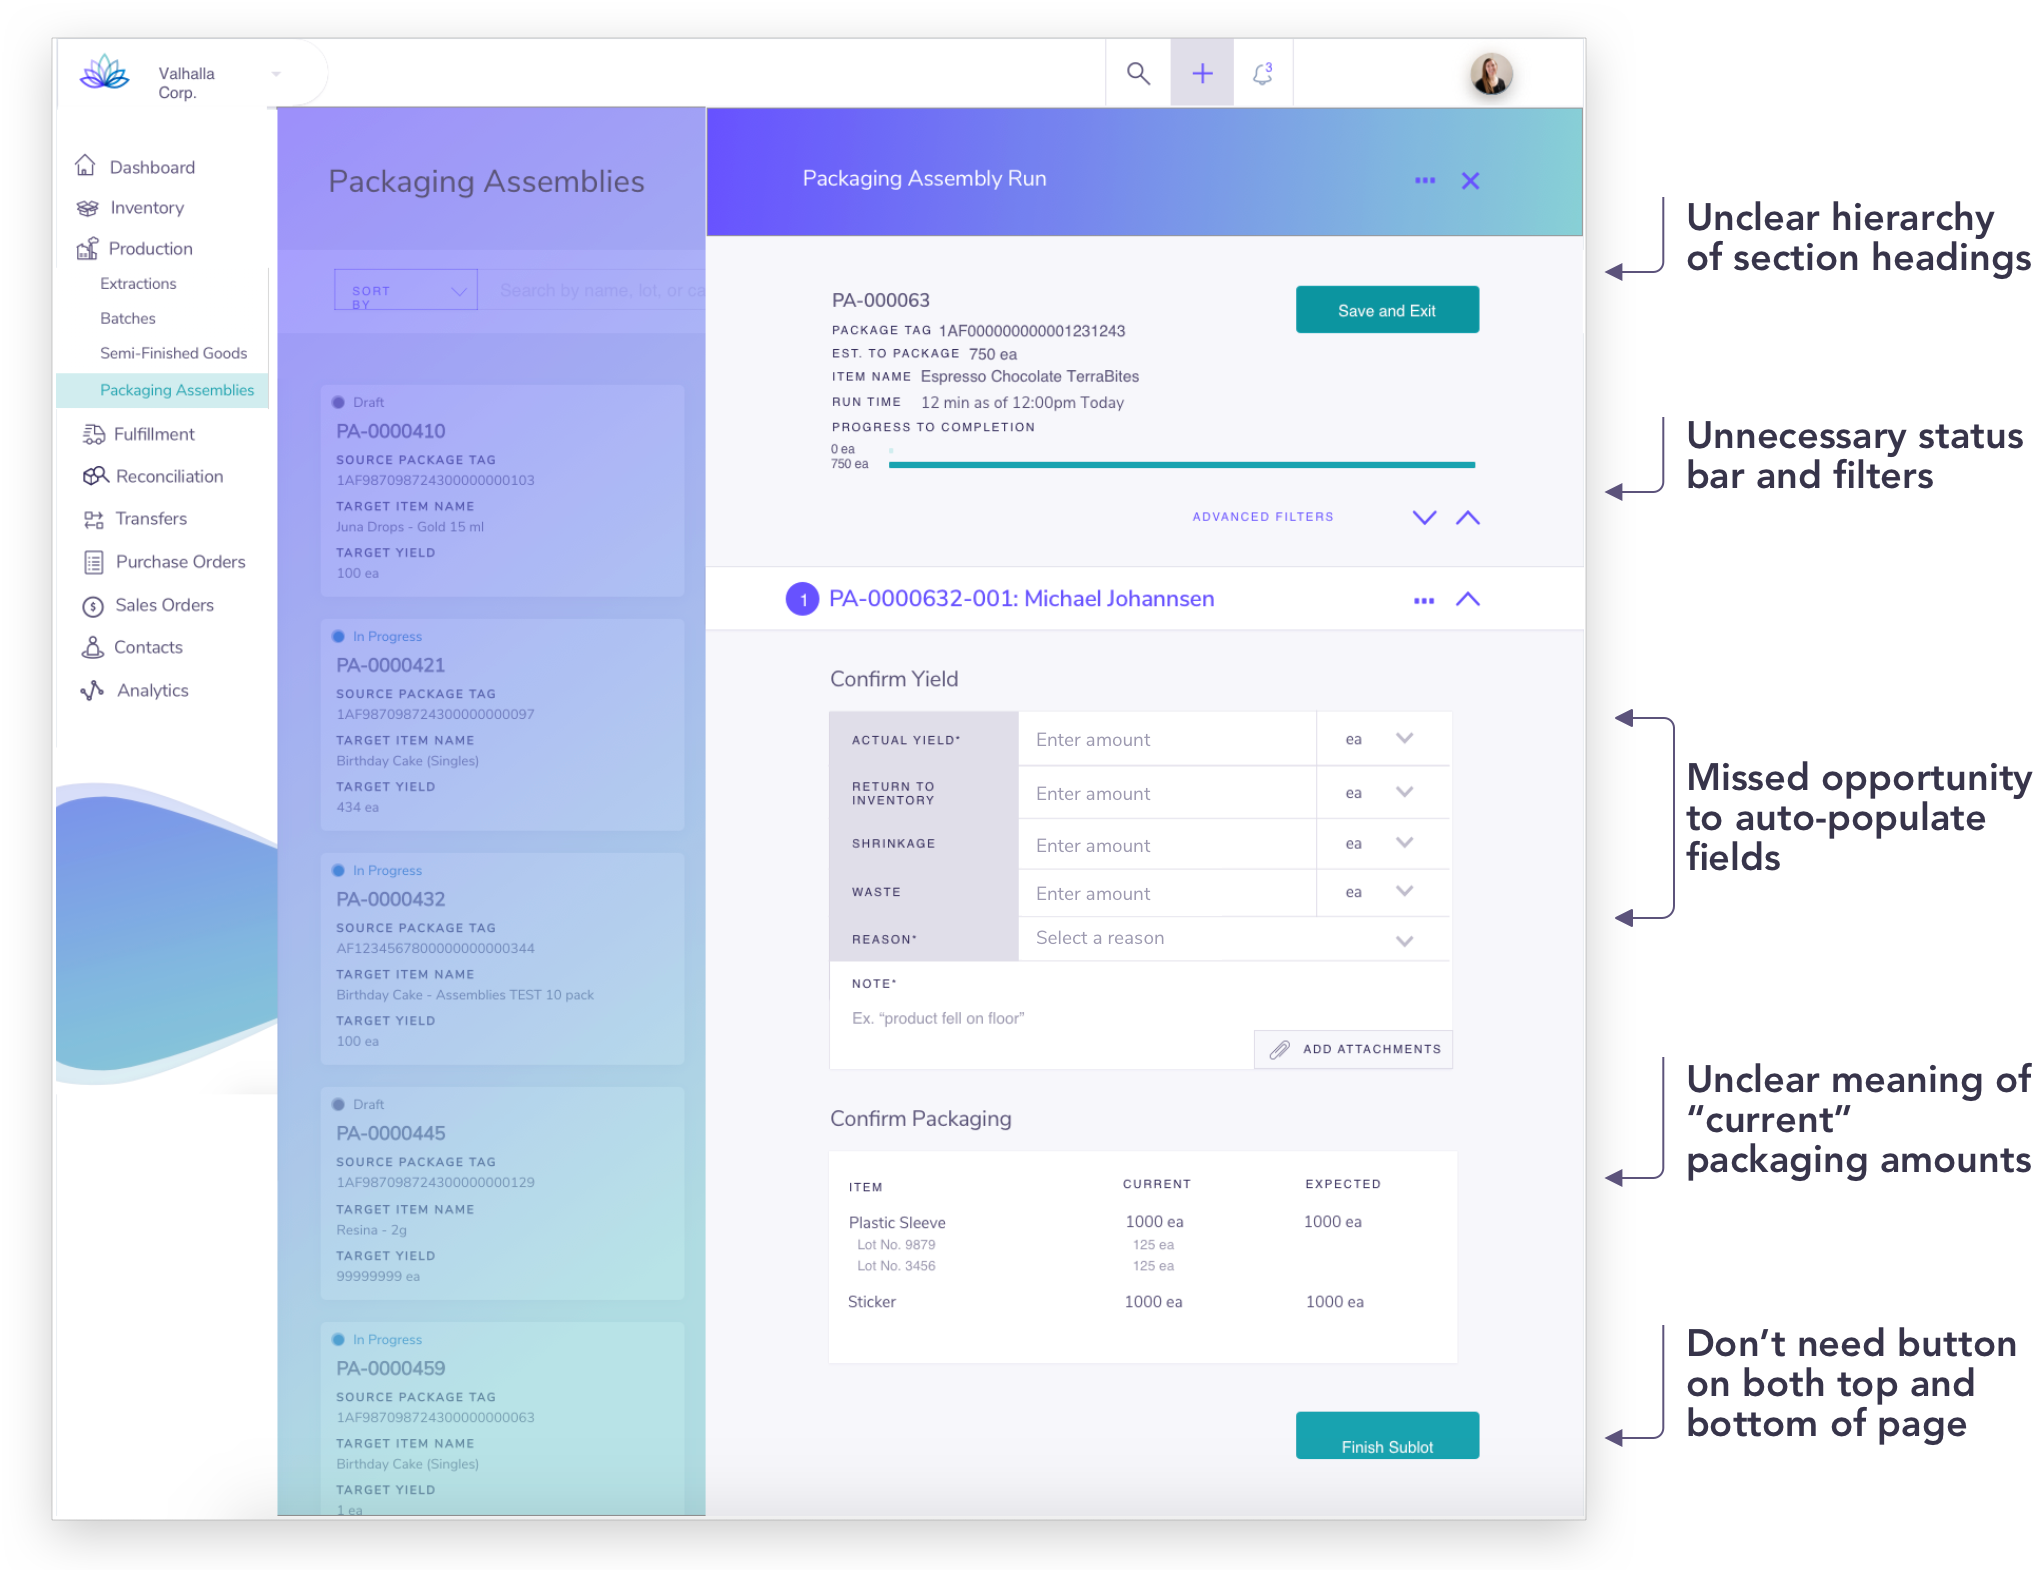 Valhalla
Corp.
3
Dashboard
Inventory
Production
Extractions
Batches
Semi-Finished Goods
Packaging Assemblies
Fulfillment
Reconciliation
Transfers
Purchase Orders
Sales Orders
Contacts
Analytics
Packaging Assemblies
SORT
BY
Search by name, lot, or ca
Draft
PA-0000410
SOURCE PACKAGE TAG
1AF987098724300000000103
TARGET ITEM NAME
Juna Drops - Gold 15 ml
TARGET YIELD
100 ea
In Progress
PA-0000421
SOURCE PACKAGE TAG
1AF987098724300000000097
TARGET ITEM NAME
Birthday Cake (Singles)
TARGET YIELD
434 ea
In Progress
PA-0000432
SOURCE PACKAGE TAG
AF1234567800000000000344
TARGET ITEM NAME
Birthday Cake - Assemblies TEST 10 pack
TARGET YIELD
100 ea
Draft
PA-0000445
SOURCE PACKAGE TAG
1AF987098724300000000129
TARGET ITEM NAME
Resina - 2g
TARGET YIELD
99999999 ea
In Progress
PA-0000459
SOURCE PACKAGE TAG
1AF987098724300000000063
TARGET ITEM NAME
Birthday Cake (Singles)
TARGET YIELD
1 ea
Packaging Assembly Run
PA-000063
Save and Exit
PACKAGE TAG 1AF000000000001231243
EST. TO PACKAGE 750 ea
ITEM NAME Espresso Chocolate TerraBites
RUN TIME 12 min as of 12:00pm Today
PROGRESS TO COMPLETION
0 ea
750 ea
ADVANCED FILTERS
1 PA-0000632-001: Michael Johannsen
Confirm Yield
ACTUAL YIELD* Enter amount ea
RETURN TO
INVENTORY Enter amount ea
SHRINKAGE Enter amount ea
WASTE Enter amount ea
REASON* Select a reason
NOTE*
Ex. “product fell on floor”
ADD ATTACHMENTS
Confirm Packaging
ITEM CURRENT EXPECTED
Plastic Sleeve 1000 ea 1000 ea
Lot No. 9879 125 ea
Lot No. 3456 125 ea
Sticker 1000 ea 1000 ea
Finish Sublot
Unclear hierarchy
of section headings
Unnecessary status
bar and filters
Missed opportunity
to auto-populate
fields
Unclear meaning of
“current”
packaging amounts
Don’t need button
on both top and
bottom of page